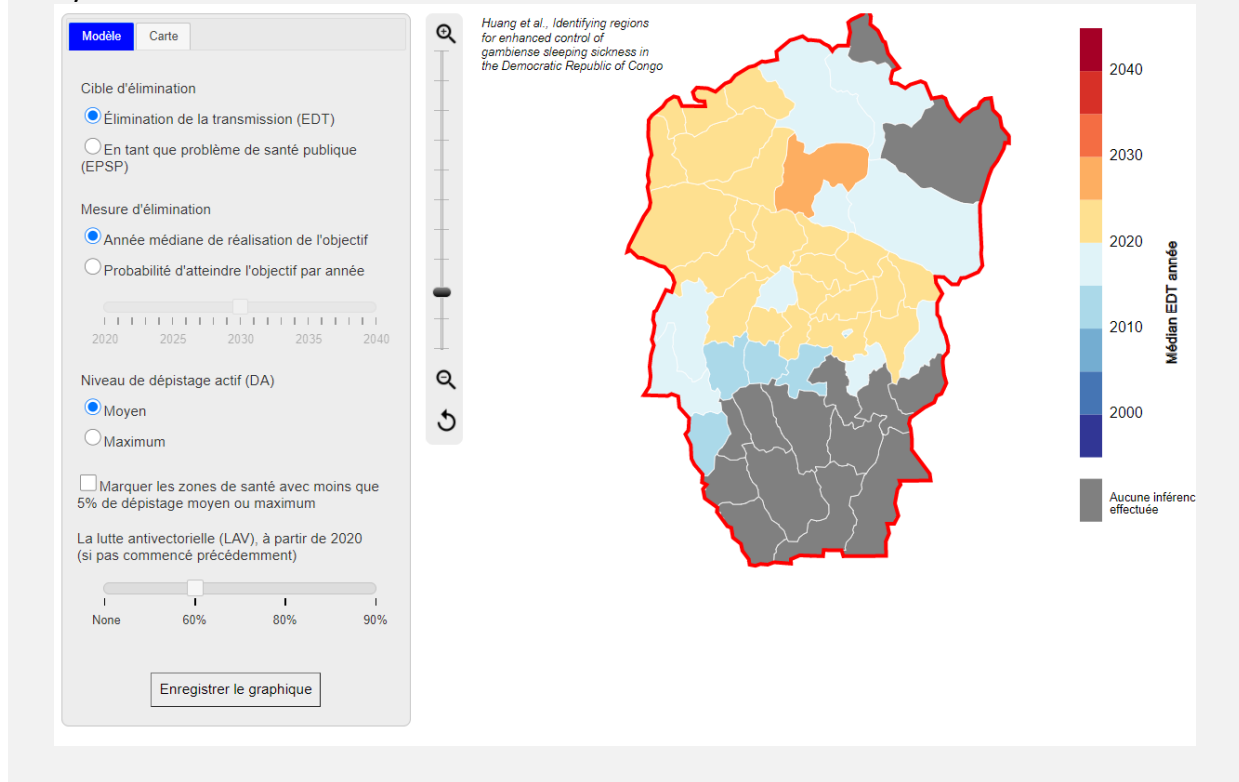 Modèle
Carte
Cible d'élimination
Élimination de la transmission (EDT)
En tant que problème de santé publique
(EPSP)
Mesure d'élimination
Année médiane de réalisation de l'objectif
Probabilité d'atteindre l'objectif par année
2020 2025 2030 2035 2040
Niveau de dépistage actif (DA)
Moyen
Maximum
Marquer les zones de santé avec moins que
5% de dépistage moyen ou maximum
La lutte antivectorielle (LAV), à partir de 2020
(si pas commencé précédemment)
None 60% 80% 90%
Enregistrer le graphique
Huang et al., Identifying regions
for enhanced control of
gambiense sleeping sickness in
the Democratic Republic of Congo
2040
2030
2020
2010
2000
Médian EDT année
Aucune inférenc
effectuée